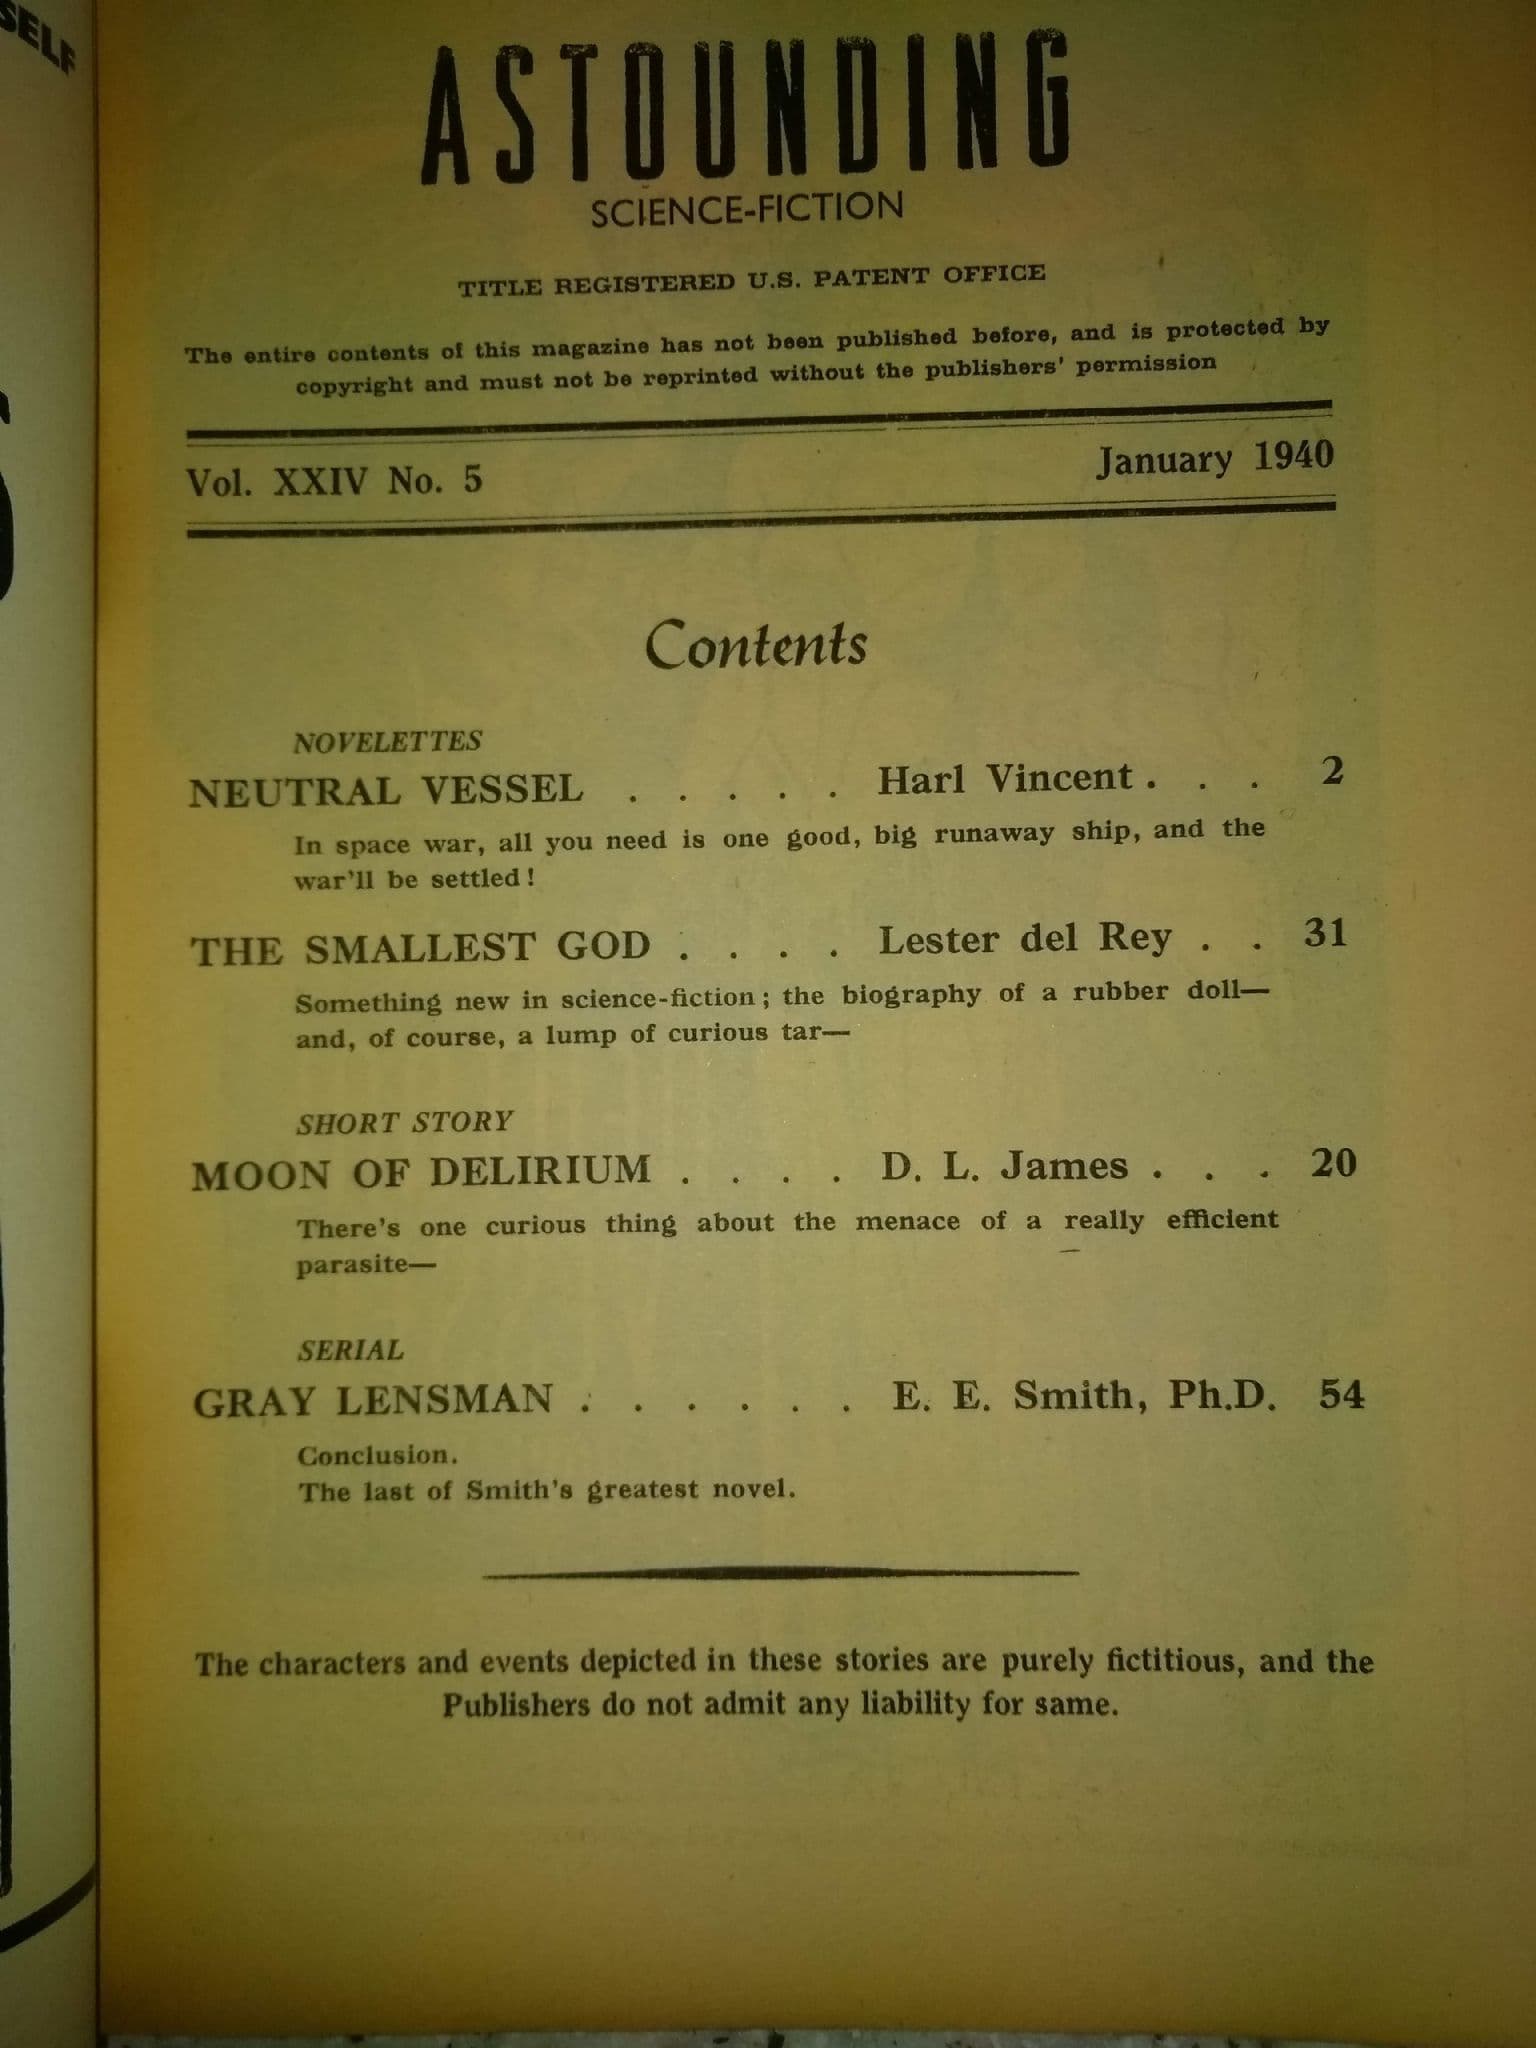 SELF
ASTOUNDING
SCIENCE-FICTION
TITLE REGISTERED U.S. PATENT OFFICE
The entire contents of this magazine has not been published before, and is protected by
copyright and must not be reprinted without the publishers' permission
Vol. XXIV No. 5 January 1940
Contents
NOVELETTES
NEUTRAL VESSEL . . . . . Harl Vincent . . . 2
In space war, all you need is one good, big runaway ship, and the
war'll be settled!
THE SMALLEST GOD . . . . Lester del Rey . . 31
Something new in science-fiction; the biography of a rubber doll—
and, of course, a lump of curious tar—
SHORT STORY
MOON OF DELIRIUM . . . . D. L. James . . . 20
There's one curious thing about the menace of a really efficient
parasite—
SERIAL
GRAY LENSMAN . . . . . . E. E. Smith, Ph.D. 54
Conclusion.
The last of Smith's greatest novel.
The characters and events depicted in these stories are purely fictitious, and the
Publishers do not admit any liability for same.